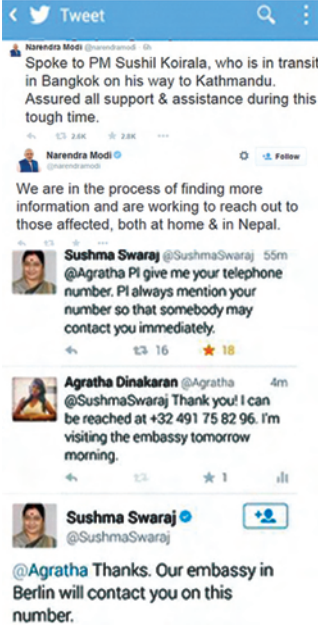 Tweet
Narendra Modi @narendramodi · 6h
Spoke to PM Sushil Koirala, who is in transit
in Bangkok on his way to Kathmandu.
Assured all support & assistance during this
tough time.
2.6K 2.8K
Narendra Modi
@narendramodi
Follow
We are in the process of finding more
information and are working to reach out to
those affected, both at home & in Nepal.
Sushma Swaraj @SushmaSwaraj 55m
@Agratha Pl give me your telephone
number. Pl always mention your
number so that somebody may
contact you immediately.
16 18
Agratha Dinakaran @Agratha 4m
@SushmaSwaraj Thank you! I can
be reached at +32 491 75 82 96. I'm
visiting the embassy tomorrow
morning.
1
Sushma Swaraj
@SushmaSwaraj
@Agratha Thanks. Our embassy in
Berlin will contact you on this
number.